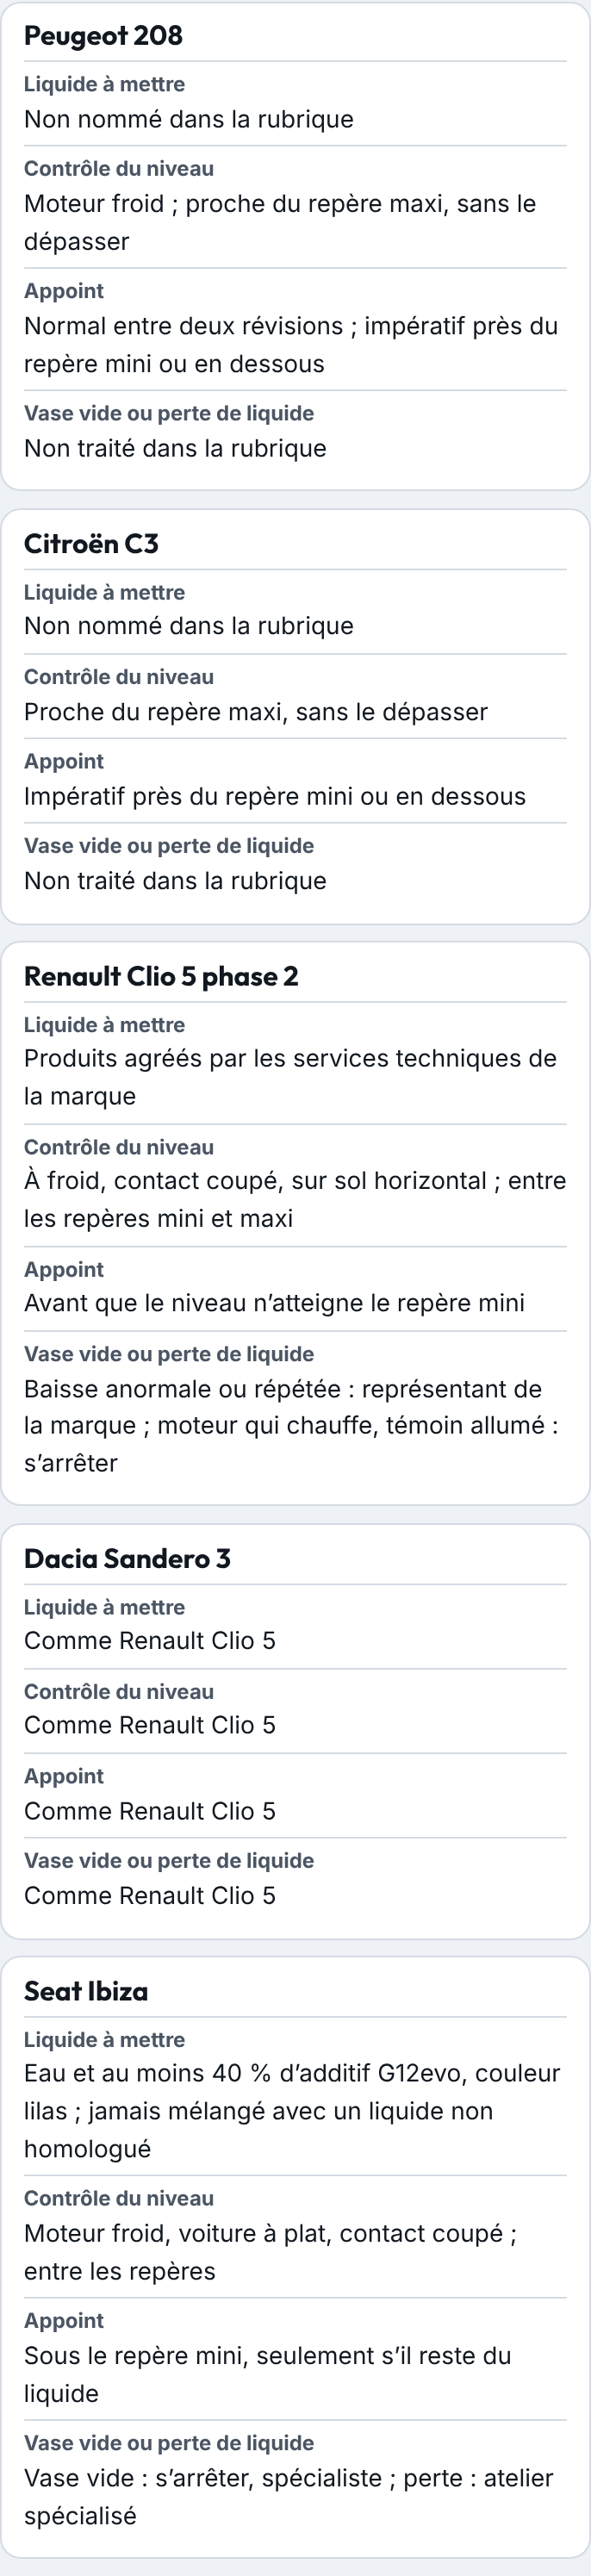 Peugeot 208
Liquide à mettre
Non nommé dans la rubrique
Contrôle du niveau
Moteur froid ; proche du repère maxi, sans le
dépasser
Appoint
Normal entre deux révisions ; impératif près du
repère mini ou en dessous
Vase vide ou perte de liquide
Non traité dans la rubrique
Citroën C3
Liquide à mettre
Non nommé dans la rubrique
Contrôle du niveau
Proche du repère maxi, sans le dépasser
Appoint
Impératif près du repère mini ou en dessous
Vase vide ou perte de liquide
Non traité dans la rubrique
Renault Clio 5 phase 2
Liquide à mettre
Produits agréés par les services techniques de
la marque
Contrôle du niveau
À froid, contact coupé, sur sol horizontal ; entre
les repères mini et maxi
Appoint
Avant que le niveau n’atteigne le repère mini
Vase vide ou perte de liquide
Baisse anormale ou répétée : représentant de
la marque ; moteur qui chauffe, témoin allumé :
s’arrêter
Dacia Sandero 3
Liquide à mettre
Comme Renault Clio 5
Contrôle du niveau
Comme Renault Clio 5
Appoint
Comme Renault Clio 5
Vase vide ou perte de liquide
Comme Renault Clio 5
Seat Ibiza
Liquide à mettre
Eau et au moins 40 % d’additif G12evo, couleur
lilas ; jamais mélangé avec un liquide non
homologué
Contrôle du niveau
Moteur froid, voiture à plat, contact coupé ;
entre les repères
Appoint
Sous le repère mini, seulement s’il reste du
liquide
Vase vide ou perte de liquide
Vase vide : s’arrêter, spécialiste ; perte : atelier
spécialisé